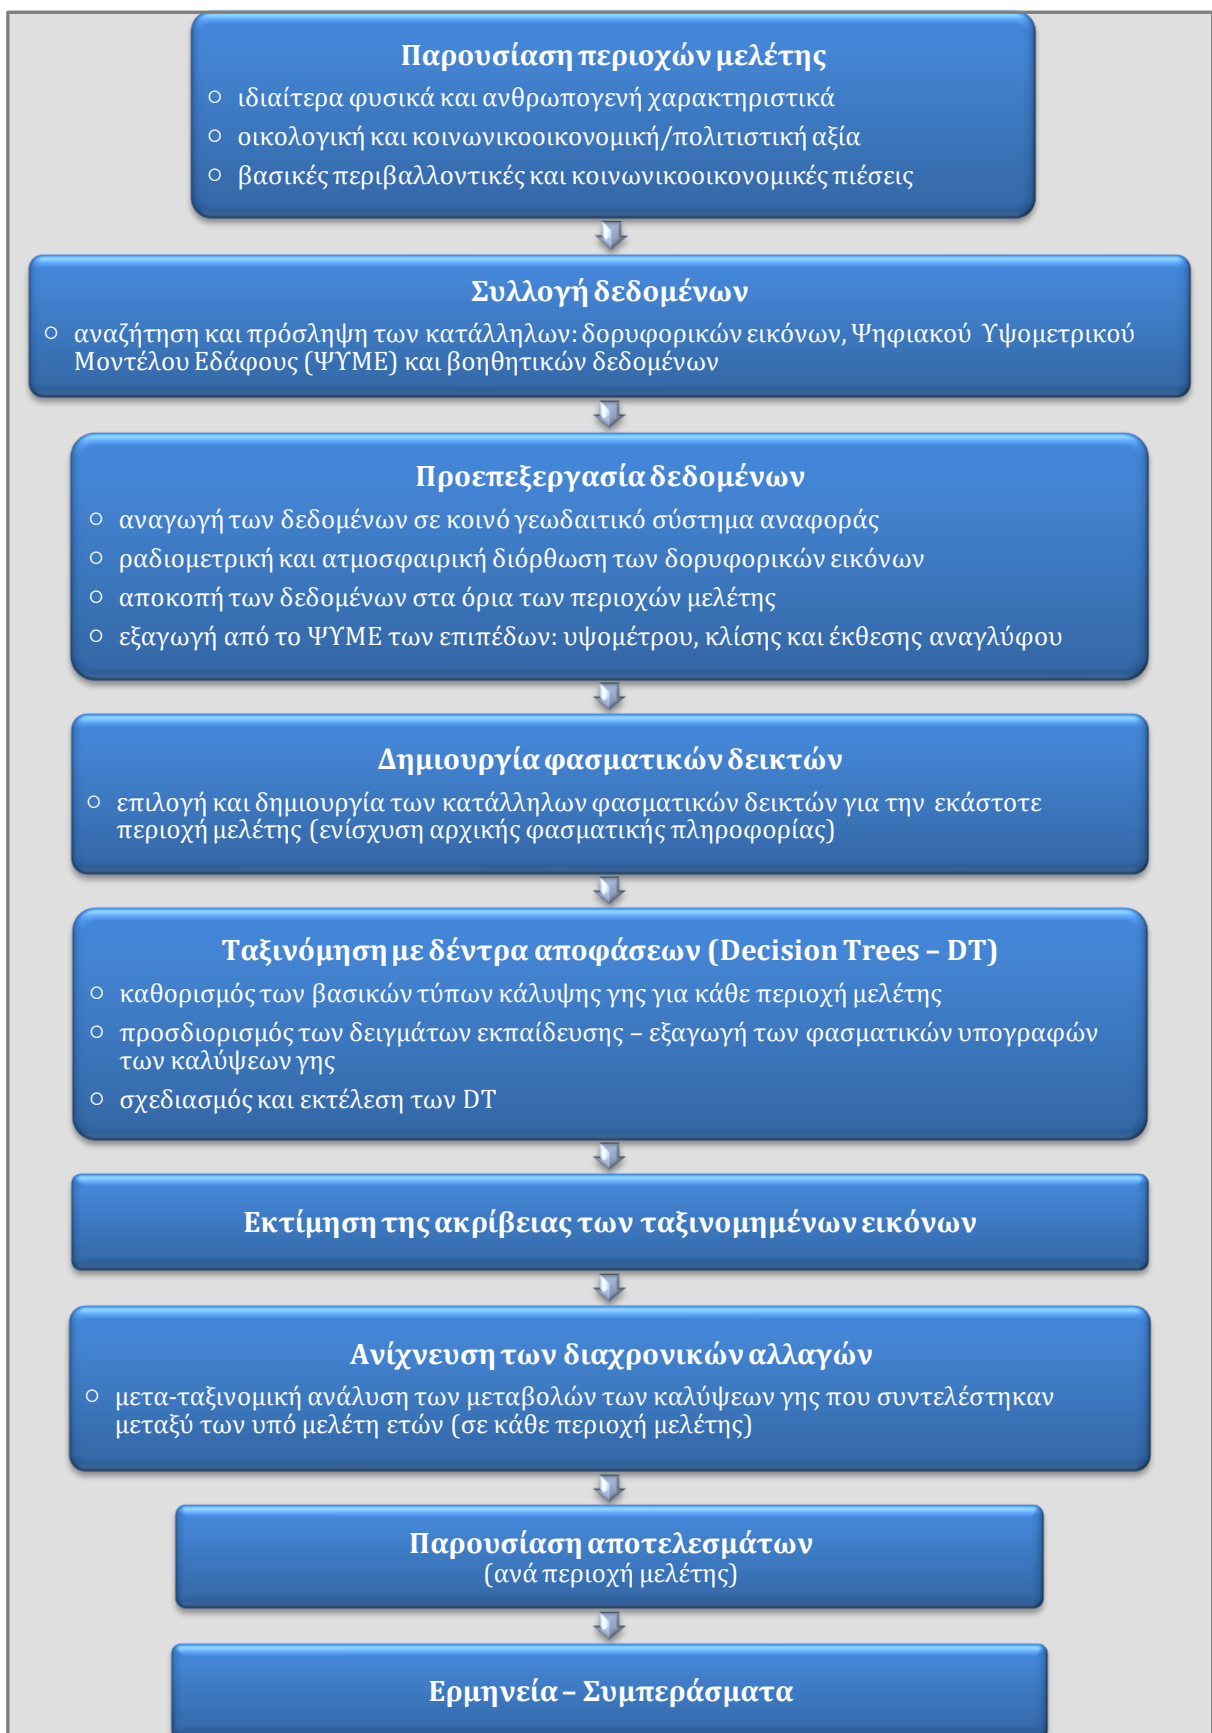 Παρουσίαση περιοχών μελέτης
○ ιδιαίτερα φυσικά και ανθρωπογενή χαρακτηριστικά
○ οικολογική και κοινωνικοοικονομική/πολιτιστική αξία
○ βασικές περιβαλλοντικές και κοινωνικοοικονομικές πιέσεις
Συλλογή δεδομένων
○ αναζήτηση και πρόσληψη των κατάλληλων: δορυφορικών εικόνων, Ψηφιακού Υψομετρικού
Μοντέλου Εδάφους (ΨΥΜΕ) και βοηθητικών δεδομένων
Προεπεξεργασία δεδομένων
○ αναγωγή των δεδομένων σε κοινό γεωδαιτικό σύστημα αναφοράς
○ ραδιομετρική και ατμοσφαιρική διόρθωση των δορυφορικών εικόνων
○ αποκοπή των δεδομένων στα όρια των περιοχών μελέτης
○ εξαγωγή από το ΨΥΜΕ των επιπέδων: υψομέτρου, κλίσης και έκθεσης αναγλύφου
Δημιουργία φασματικών δεικτών
○ επιλογή και δημιουργία των κατάλληλων φασματικών δεικτών για την εκάστοτε
περιοχή μελέτης (ενίσχυση αρχικής φασματικής πληροφορίας)
Ταξινόμηση με δέντρα αποφάσεων (Decision Trees – DT)
○ καθορισμός των βασικών τύπων κάλυψης γης για κάθε περιοχή μελέτης
○ προσδιορισμός των δειγμάτων εκπαίδευσης – εξαγωγή των φασματικών υπογραφών
των καλύψεων γης
○ σχεδιασμός και εκτέλεση των DT
Εκτίμηση της ακρίβειας των ταξινομημένων εικόνων
Ανίχνευση των διαχρονικών αλλαγών
○ μετα-ταξινομική ανάλυση των μεταβολών των καλύψεων γης που συντελέστηκαν
μεταξύ των υπό μελέτη ετών (σε κάθε περιοχή μελέτης)
Παρουσίαση αποτελεσμάτων
(ανά περιοχή μελέτης)
Ερμηνεία – Συμπεράσματα